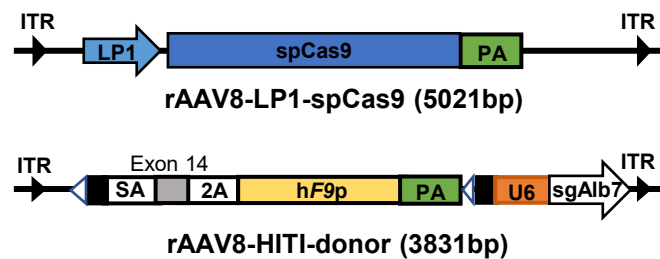 ITR ITR
LP1 spCas9 PA
rAAV8-LP1-spCas9 (5021bp)
ITR Exon 14 ITR
SA 2A hF9p PA U6 sgAlb7
rAAV8-HITI-donor (3831bp)